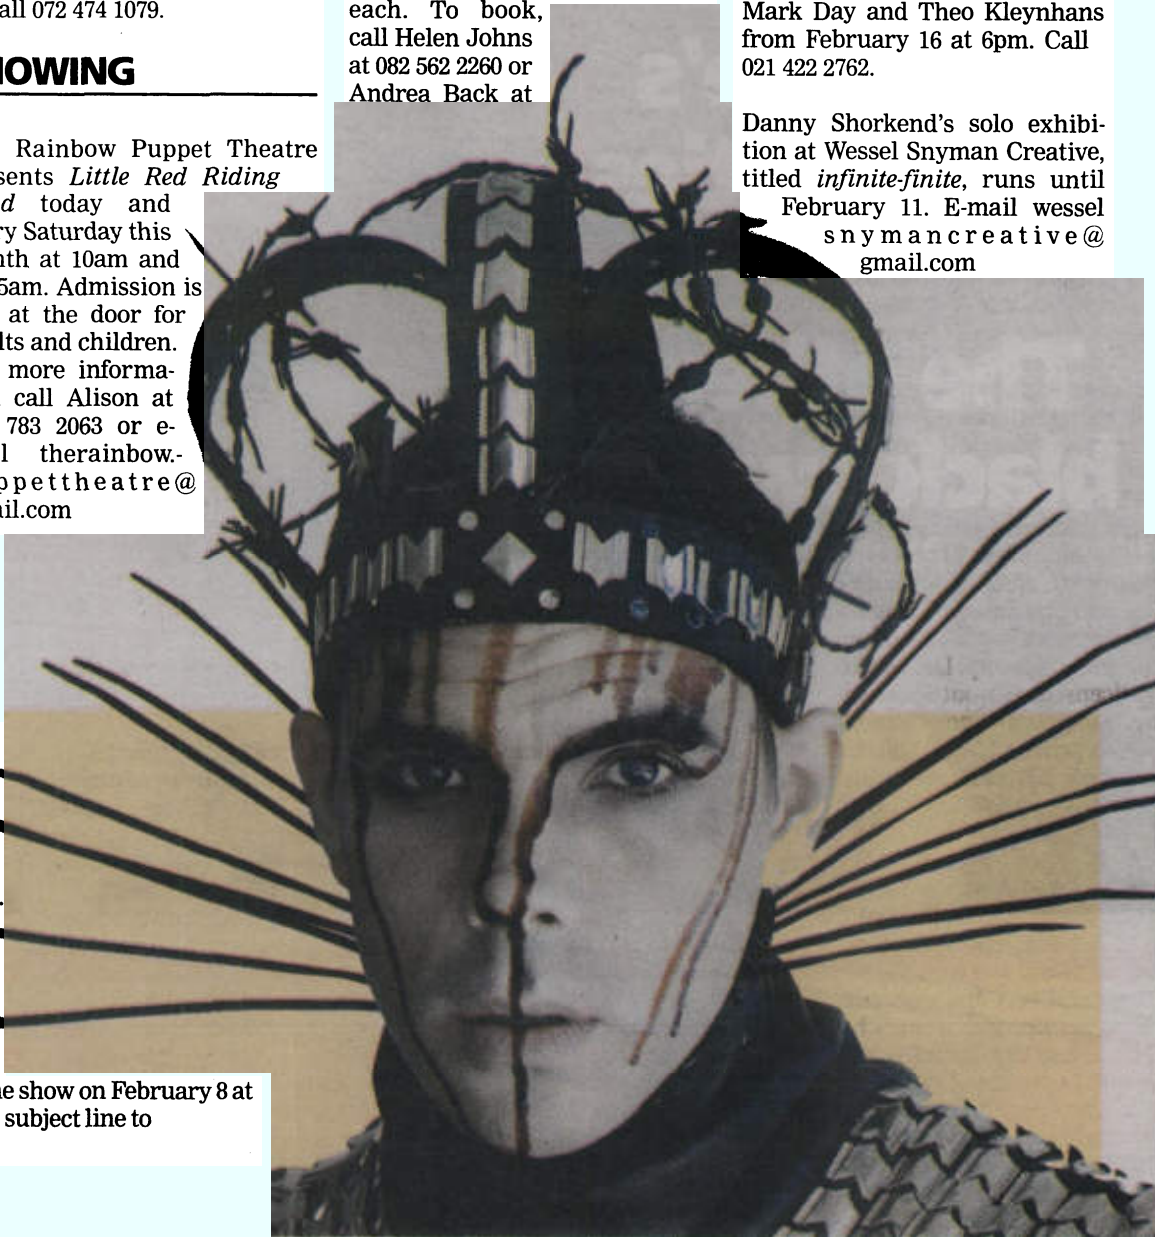 all 072 474 1079.
HOWING
Rainbow Puppet Theatre
sents Little Red Riding
d today and
ry Saturday this
nth at 10am and
5am. Admission is
at the door for
lts and children.
more informa-
call Alison at
783 2063 or e-
l therainbow.-
ppettheatre@
ail.com
each. To book,
call Helen Johns
at 082 562 2260 or
Andrea Back at
Mark Day and Theo Kleynhans
from February 16 at 6pm. Call
021 422 2762.
Danny Shorkend's solo exhibi-
tion at Wessel Snyman Creative,
titled infinite-finite, runs until
February 11. E-mail wessel
snymancreative@
gmail.com
e show on February 8 at
subject line to